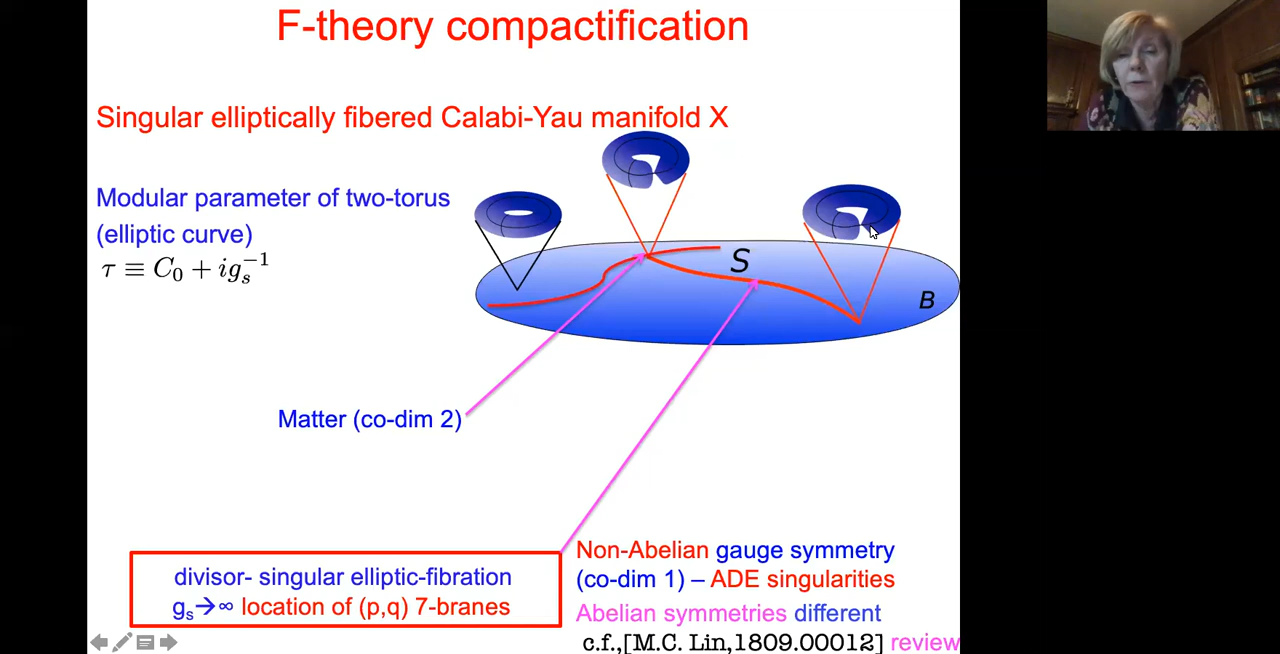 F-theory compactification
Singular elliptically fibered Calabi-Yau manifold X
Modular parameter of two-torus
(elliptic curve)
τ ≡ C₀ + ig_s⁻¹
S
B
Matter (co-dim 2)
divisor- singular elliptic-fibration
gₛ→∞ location of (p,q) 7-branes
Non-Abelian gauge symmetry
(co-dim 1) – ADE singularities
Abelian symmetries different
c.f.,[M.C. Lin,1809.00012] review